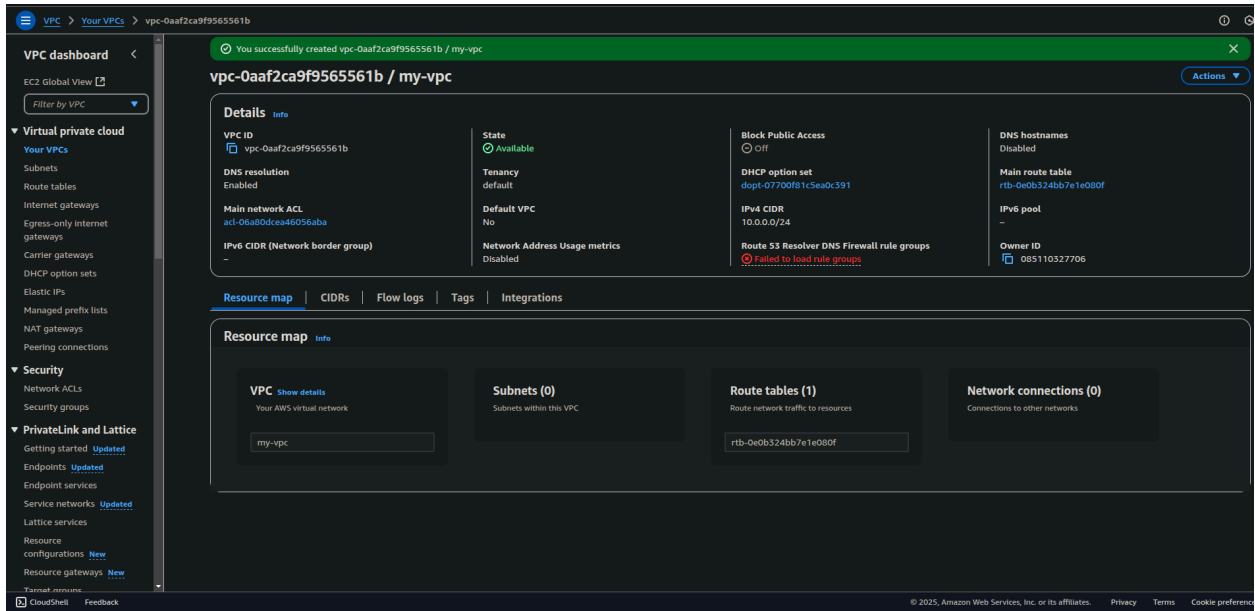 VPC > Your VPCs > vpc-0aaf2ca9f9565561b
VPC dashboard
EC2 Global View
Filter by VPC
Virtual private cloud
Your VPCs
Subnets
Route tables
Internet gateways
Egress-only internet
gateways
Carrier gateways
DHCP option sets
Elastic IPs
Managed prefix lists
NAT gateways
Peering connections
Security
Network ACLs
Security groups
PrivateLink and Lattice
Getting started Updated
Endpoints Updated
Endpoint services
Service networks Updated
Lattice services
Resource
configurations New
Resource gateways New
Target groups
You successfully created vpc-0aaf2ca9f9565561b / my-vpc
vpc-0aaf2ca9f9565561b / my-vpc
Actions
Details Info
VPC ID
vpc-0aaf2ca9f9565561b
State
Available
Block Public Access
Off
DNS hostnames
Disabled
DNS resolution
Enabled
Tenancy
default
DHCP option set
dopt-07700f81c5ea0c391
Main route table
rtb-0e0b324bb7e1e080f
Main network ACL
acl-06a80dcea46056aba
Default VPC
No
IPv4 CIDR
10.0.0.0/24
IPv6 pool
–
IPv6 CIDR (Network border group)
–
Network Address Usage metrics
Disabled
Route 53 Resolver DNS Firewall rule groups
Failed to load rule groups
Owner ID
085110327706
Resource map | CIDRs | Flow logs | Tags | Integrations
Resource map Info
VPC Show details
Your AWS virtual network
my-vpc
Subnets (0)
Subnets within this VPC
Route tables (1)
Route network traffic to resources
rtb-0e0b324bb7e1e080f
Network connections (0)
Connections to other networks
CloudShell Feedback
© 2025, Amazon Web Services, Inc. or its affiliates. Privacy Terms Cookie preference